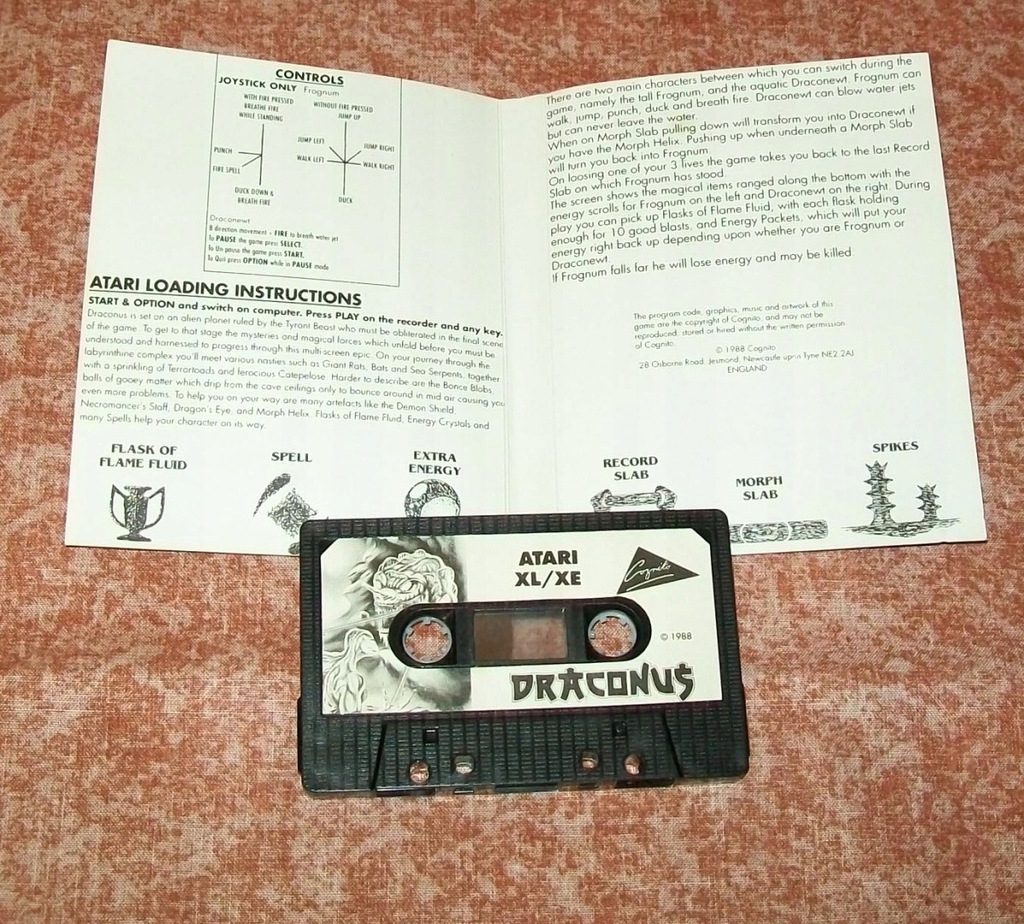 CONTROLS
JOYSTICK ONLY Frognum
WITH FIRE PRESSED
BREATHE FIRE
WHILE STANDING
PUNCH
FIRE SPELL
DUCK DOWN &
BREATH FIRE
WITHOUT FIRE PRESSED
JUMP UP
JUMP LEFT
JUMP RIGHT
WALK LEFT
WALK RIGHT
DUCK
Draconewt
8 direction movement + FIRE to breath water jet
To PAUSE the game press SELECT.
To Un pause the game press START.
To Quit press OPTION while in PAUSE mode
ATARI LOADING INSTRUCTIONS
START & OPTION and switch on computer. Press PLAY on the recorder and any key.
Draconus is set on an alien planet ruled by the Tyrant Beast who must be obliterated in the final scene
of the game. To get to that stage the mysteries and magical forces which unfold before you must be
understood and harnessed to progress through this multi-screen epic. On your journey through the
labyrinthine complex you'll meet various nasties such as Giant Rats, Bats and Sea Serpents, together
with a sprinkling of Terrortoads and ferocious Catepelose. Harder to describe are the Bonce Blobs,
balls of gooey matter which drip from the cave ceilings only to bounce around in mid air causing you
even more problems. To help you on your way are many artefacts like the Demon Shield,
Necromancer's Staff, Dragon's Eye, and Morph Helix. Flasks of Flame Fluid, Energy Crystals and
many Spells help your character on its way.
FLASK OF
FLAME FLUID
SPELL
EXTRA
ENERGY
There are two main characters between which you can switch during the
game, namely the tall Frognum, and the aquatic Draconewt. Frognum can
walk, jump, punch, duck and breath fire. Draconewt can blow water jets
but can never leave the water.
When on Morph Slab pulling down will transform you into Draconewt if
you have the Morph Helix. Pushing up when underneath a Morph Slab
will turn you back into Frognum.
On loosing one of your 3 lives the game takes you back to the last Record
Slab on which Frognum has stood.
The screen shows the magical items ranged along the bottom with the
energy scrolls for Frognum on the left and Draconewt on the right. During
play you can pick up Flasks of Flame Fluid, with each flask holding
enough for 10 good blasts, and Energy Packets, which will put your
energy right back up depending upon whether you are Frognum or
Draconewt.
If Frognum falls far he will lose energy and may be killed
The program code, graphics, music and artwork of this
game are the copyright of Cognito, and may not be
reproduced, stored or hired without the written permission
of Cognito.
© 1988 Cognito
28 Osborne Road, Jesmond, Newcastle upon Tyne NE2 2AJ
ENGLAND
RECORD
SLAB
MORPH
SLAB
SPIKES
ATARI
XL/XE
Cognito
© 1988
DRACONUS